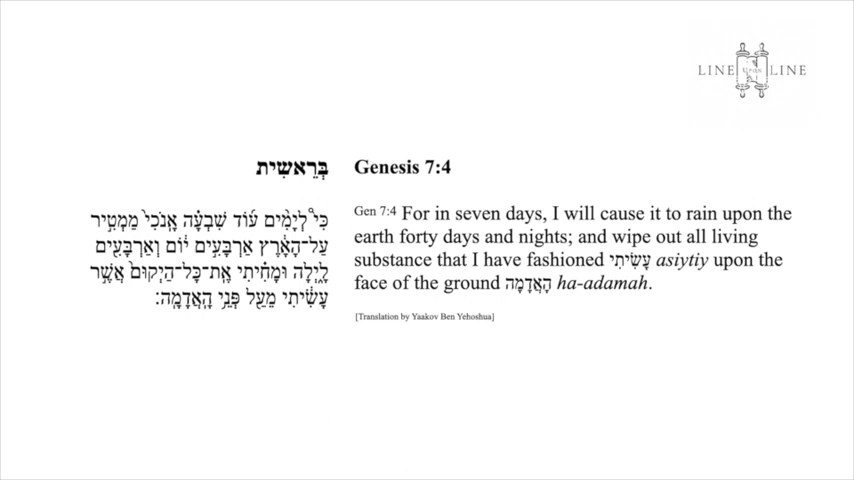 LINE UPON LINE
בְּרֵאשִׁית
Genesis 7:4
כִּי֩ לְיָמִ֨ים ע֜וֹד שִׁבְעָ֗ה אָֽנֹכִי֙ מַמְטִ֣יר
עַל־הָאָ֔רֶץ אַרְבָּעִ֣ים י֔וֹם וְאַרְבָּעִ֖ים
לָ֑יְלָה וּמָחִ֗יתִי אֶֽת־כׇּל־הַיְקוּם֙ אֲשֶׁ֣ר
עָשִׂ֔יתִי מֵעַ֖ל פְּנֵ֥י הָֽאֲדָמָֽה׃
Gen 7:4 For in seven days, I will cause it to rain upon the
earth forty days and nights; and wipe out all living
substance that I have fashioned עָשִׂיתִי asiytiy upon the
face of the ground הָאֲדָמָה ha-adamah.
[Translation by Yaakov Ben Yehoshua]